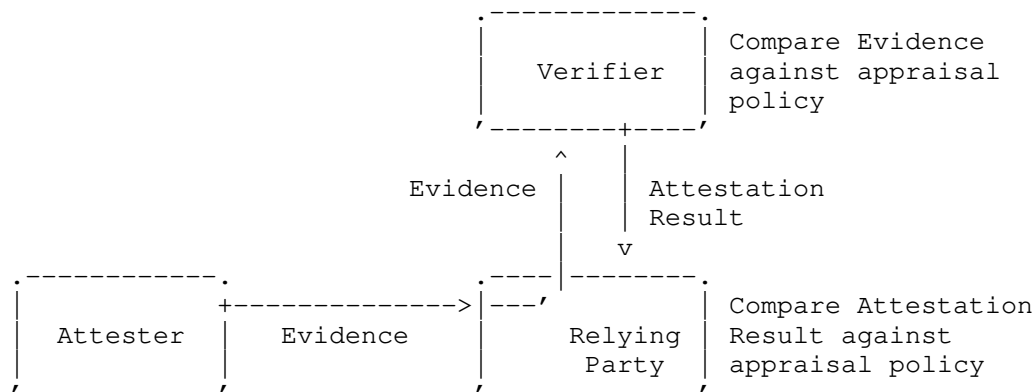 Compare Evidence
Verifier against appraisal
policy
Evidence Attestation
Result
Compare Attestation
Attester Evidence Relying Result against
Party appraisal policy